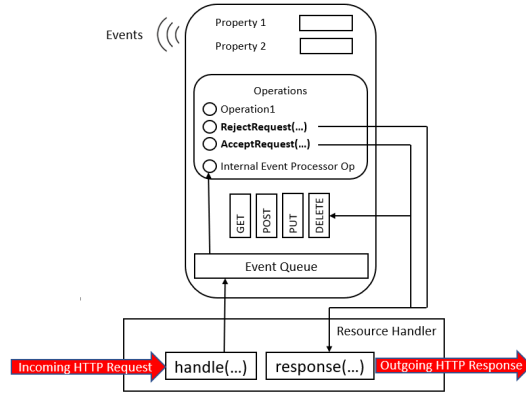 Property 1
Events
Property 2
Operations
Operation1
RejectRequest(...)
AcceptRequest(...)
Internal Event Processor Op
GET
POST
PUT
DELETE
Event Queue
Resource Handler
Incoming HTTP Request
handle(...)
response(...)
Outgoing HTTP Response